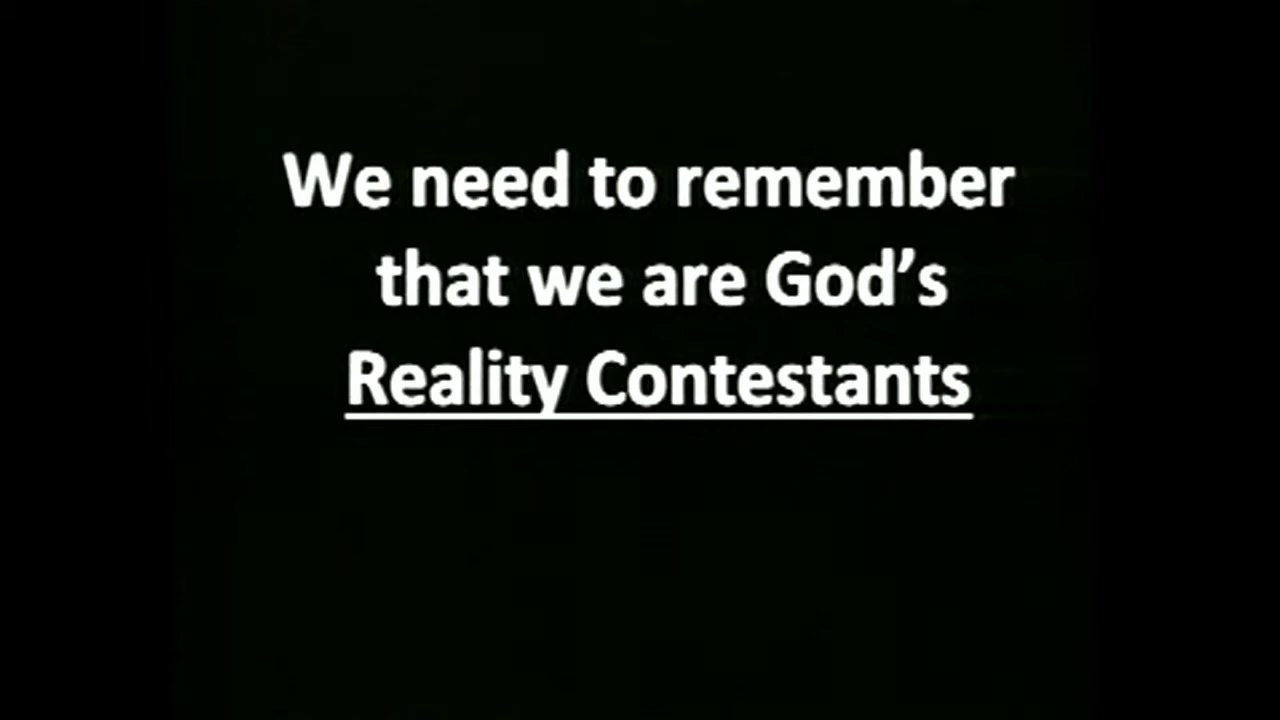 We need to remember
that we are God’s
Reality Contestants